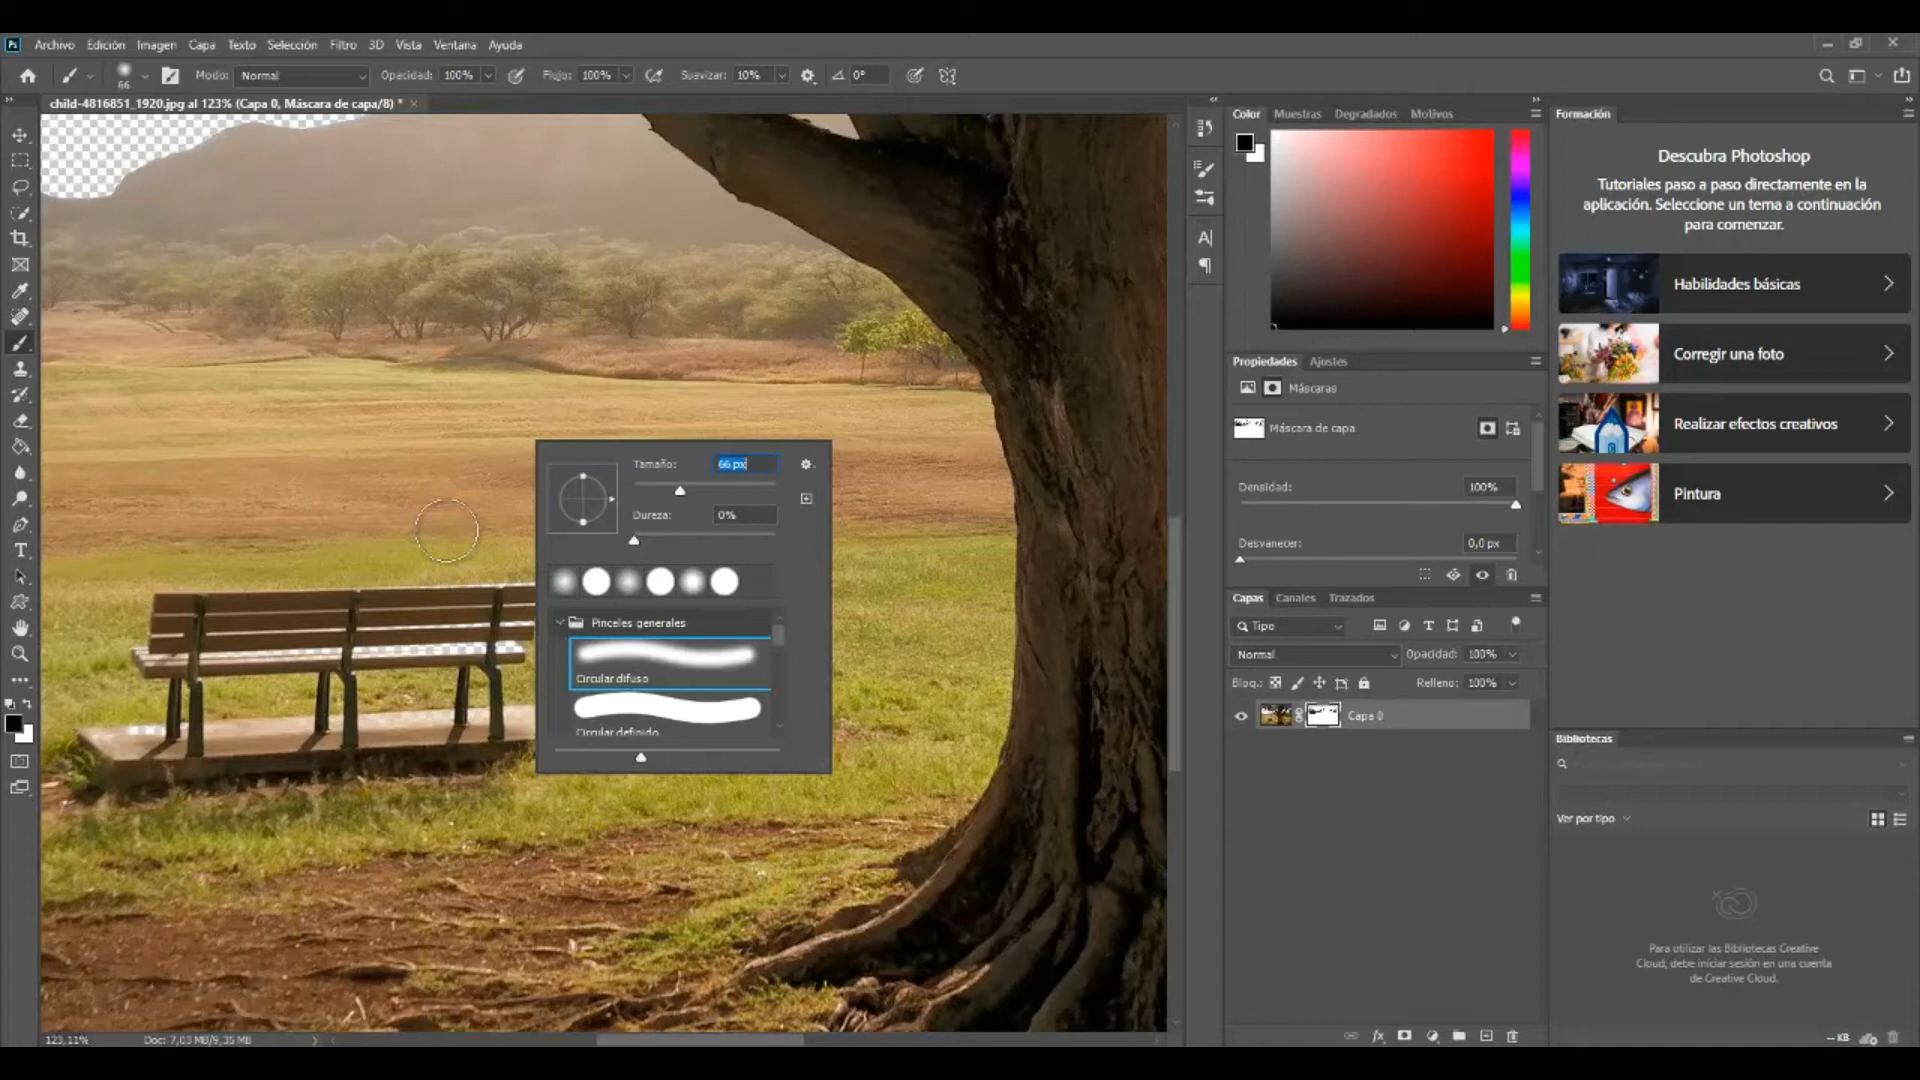 Ps Archivo Edición Imagen Capa Texto Selección Filtro 3D Vista Ventana Ayuda
66 Modo: Normal Opacidad: 100% Flujo: 100% Suavizar: 10% 0°
child-4816851_1920.jpg al 123% (Capa 0, Máscara de capa/8) * ×
Color Muestras Degradados Motivos
Formación
Descubra Photoshop
Tutoriales paso a paso directamente en la
aplicación. Seleccione un tema a continuación
para comenzar.
Habilidades básicas
Corregir una foto
Realizar efectos creativos
Pintura
Propiedades Ajustes
Máscaras
Máscara de capa
Densidad: 100%
Desvanecer: 0,0 px
Tamaño: 66 px
Dureza: 0%
Pinceles generales
Circular difuso
Circular definido
Capas Canales Trazados
Tipo
Normal Opacidad: 100%
Bloq.: Relleno: 100%
Capa 0
Bibliotecas
Ver por tipo
Para utilizar las Bibliotecas Creative
Cloud, debe iniciar sesión en una cuenta
de Creative Cloud.
-- KB
123,11% Doc: 7,03 MB/9,35 MB